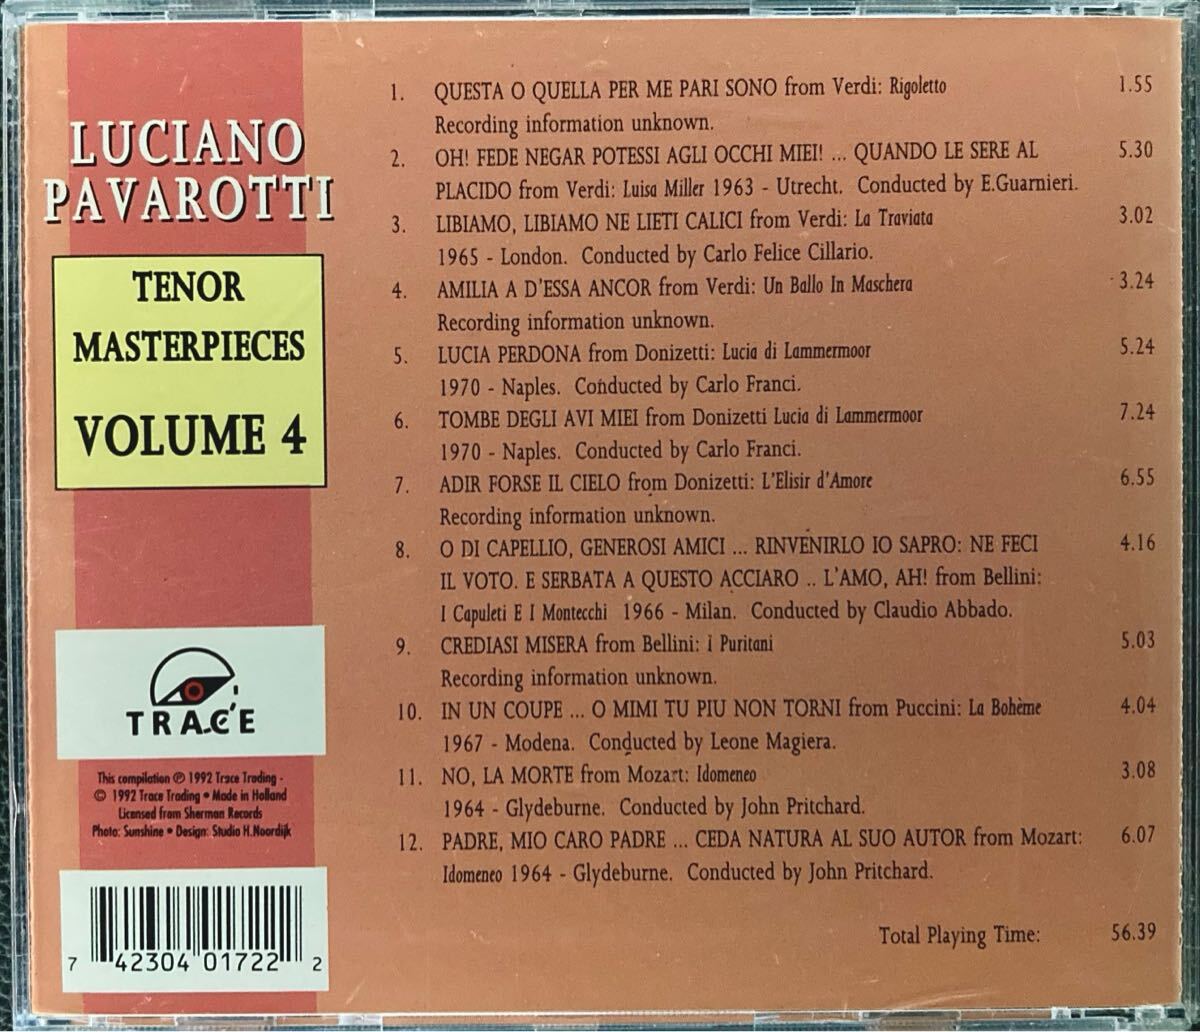 LUCIANO
PAVAROTTI
TENOR
MASTERPIECES
VOLUME 4
TRACE
This compilation ℗ 1992 Trace Trading -
© 1992 Trace Trading • Made in Holland
Licensed from Sherman Records
Photo: Sunshine • Design: Studio H.Noordijk
7 42304 01722 2
1. QUESTA O QUELLA PER ME PARI SONO from Verdi: Rigoletto 1.55
Recording information unknown.
2. OH! FEDE NEGAR POTESSI AGLI OCCHI MIEI! ... QUANDO LE SERE AL 5.30
PLACIDO from Verdi: Luisa Miller 1963 - Utrecht. Conducted by E.Guarnieri.
3. LIBIAMO, LIBIAMO NE LIETI CALICI from Verdi: La Traviata 3.02
1965 - London. Conducted by Carlo Felice Cillario.
4. AMILIA A D'ESSA ANCOR from Verdi: Un Ballo In Maschera 3.24
Recording information unknown.
5. LUCIA PERDONA from Donizetti: Lucia di Lammermoor 5.24
1970 - Naples. Conducted by Carlo Franci.
6. TOMBE DEGLI AVI MIEI from Donizetti Lucia di Lammermoor 7.24
1970 - Naples. Conducted by Carlo Franci.
7. ADIR FORSE IL CIELO from Donizetti: L'Elisir d'Amore 6.55
Recording information unknown.
8. O DI CAPELLIO, GENEROSI AMICI ... RINVENIRLO IO SAPRO: NE FECI 4.16
IL VOTO. E SERBATA A QUESTO ACCIARO .. L'AMO, AH! from Bellini:
I Capuleti E I Montecchi 1966 - Milan. Conducted by Claudio Abbado.
9. CREDIASI MISERA from Bellini: I Puritani 5.03
Recording information unknown.
10. IN UN COUPE ... O MIMI TU PIU NON TORNI from Puccini: La Bohème 4.04
1967 - Modena. Conducted by Leone Magiera.
11. NO, LA MORTE from Mozart: Idomeneo 3.08
1964 - Glydeburne. Conducted by John Pritchard.
12. PADRE, MIO CARO PADRE ... CEDA NATURA AL SUO AUTOR from Mozart: 6.07
Idomeneo 1964 - Glydeburne. Conducted by John Pritchard.
Total Playing Time: 56.39